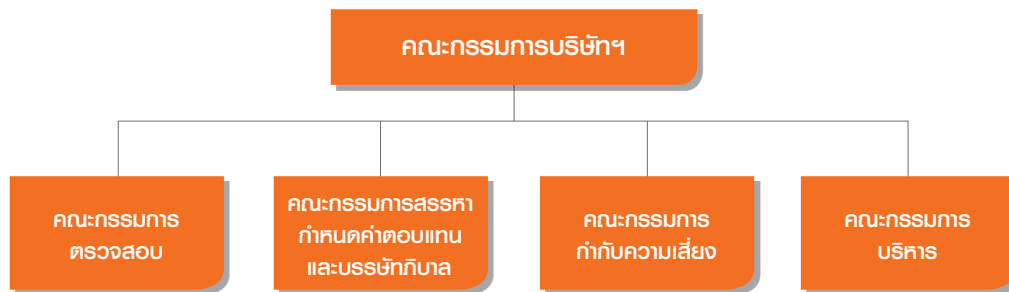 คณะกรรมการบริษัทฯ
คณะกรรมการ
ตรวจสอบ
คณะกรรมการสรรหา
กำหนดค่าตอบแทน
และบรรษัทภิบาล
คณะกรรมการ
กำกับความเสี่ยง
คณะกรรมการ
บริหาร